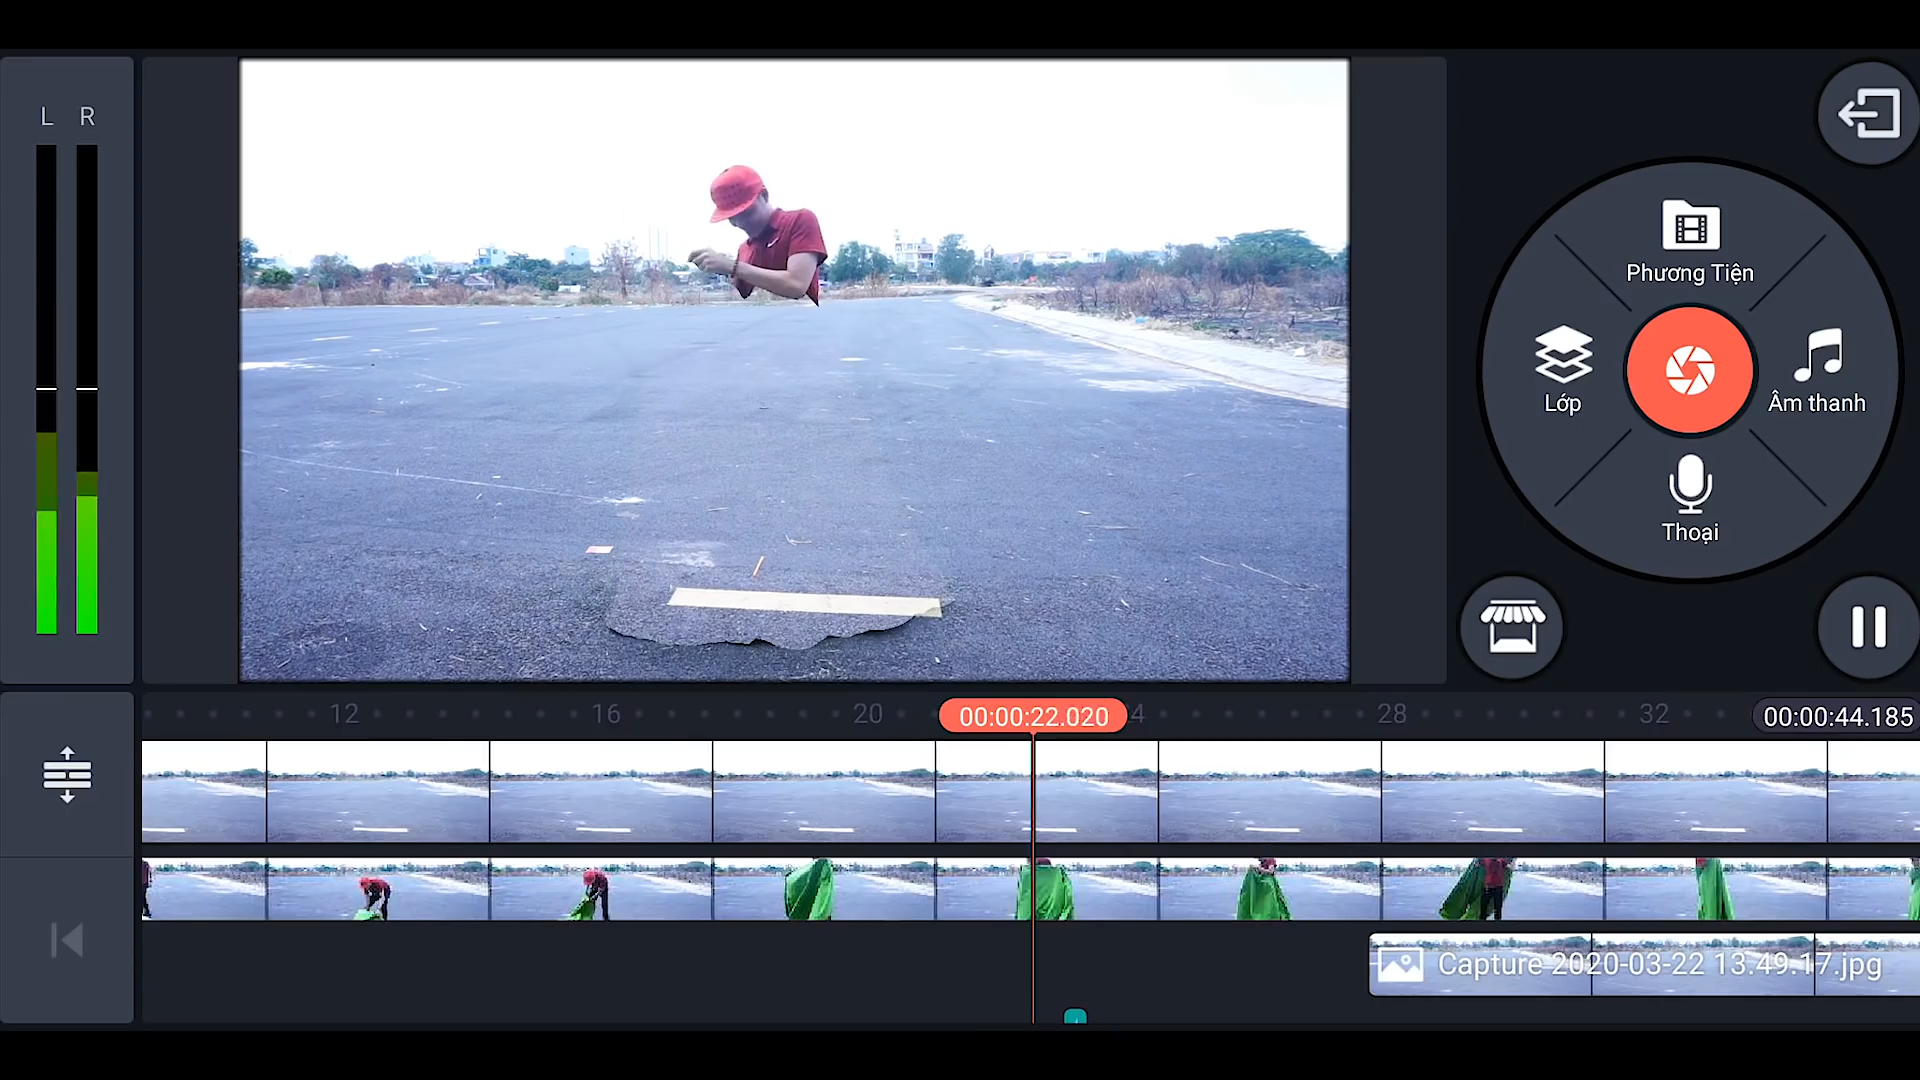 L R
Phương Tiện
Lớp
Âm thanh
Thoại
12 16 20 00:00:22.020 4 28 32 00:00:44.185
Capture 2020-03-22 13.49.17.jpg